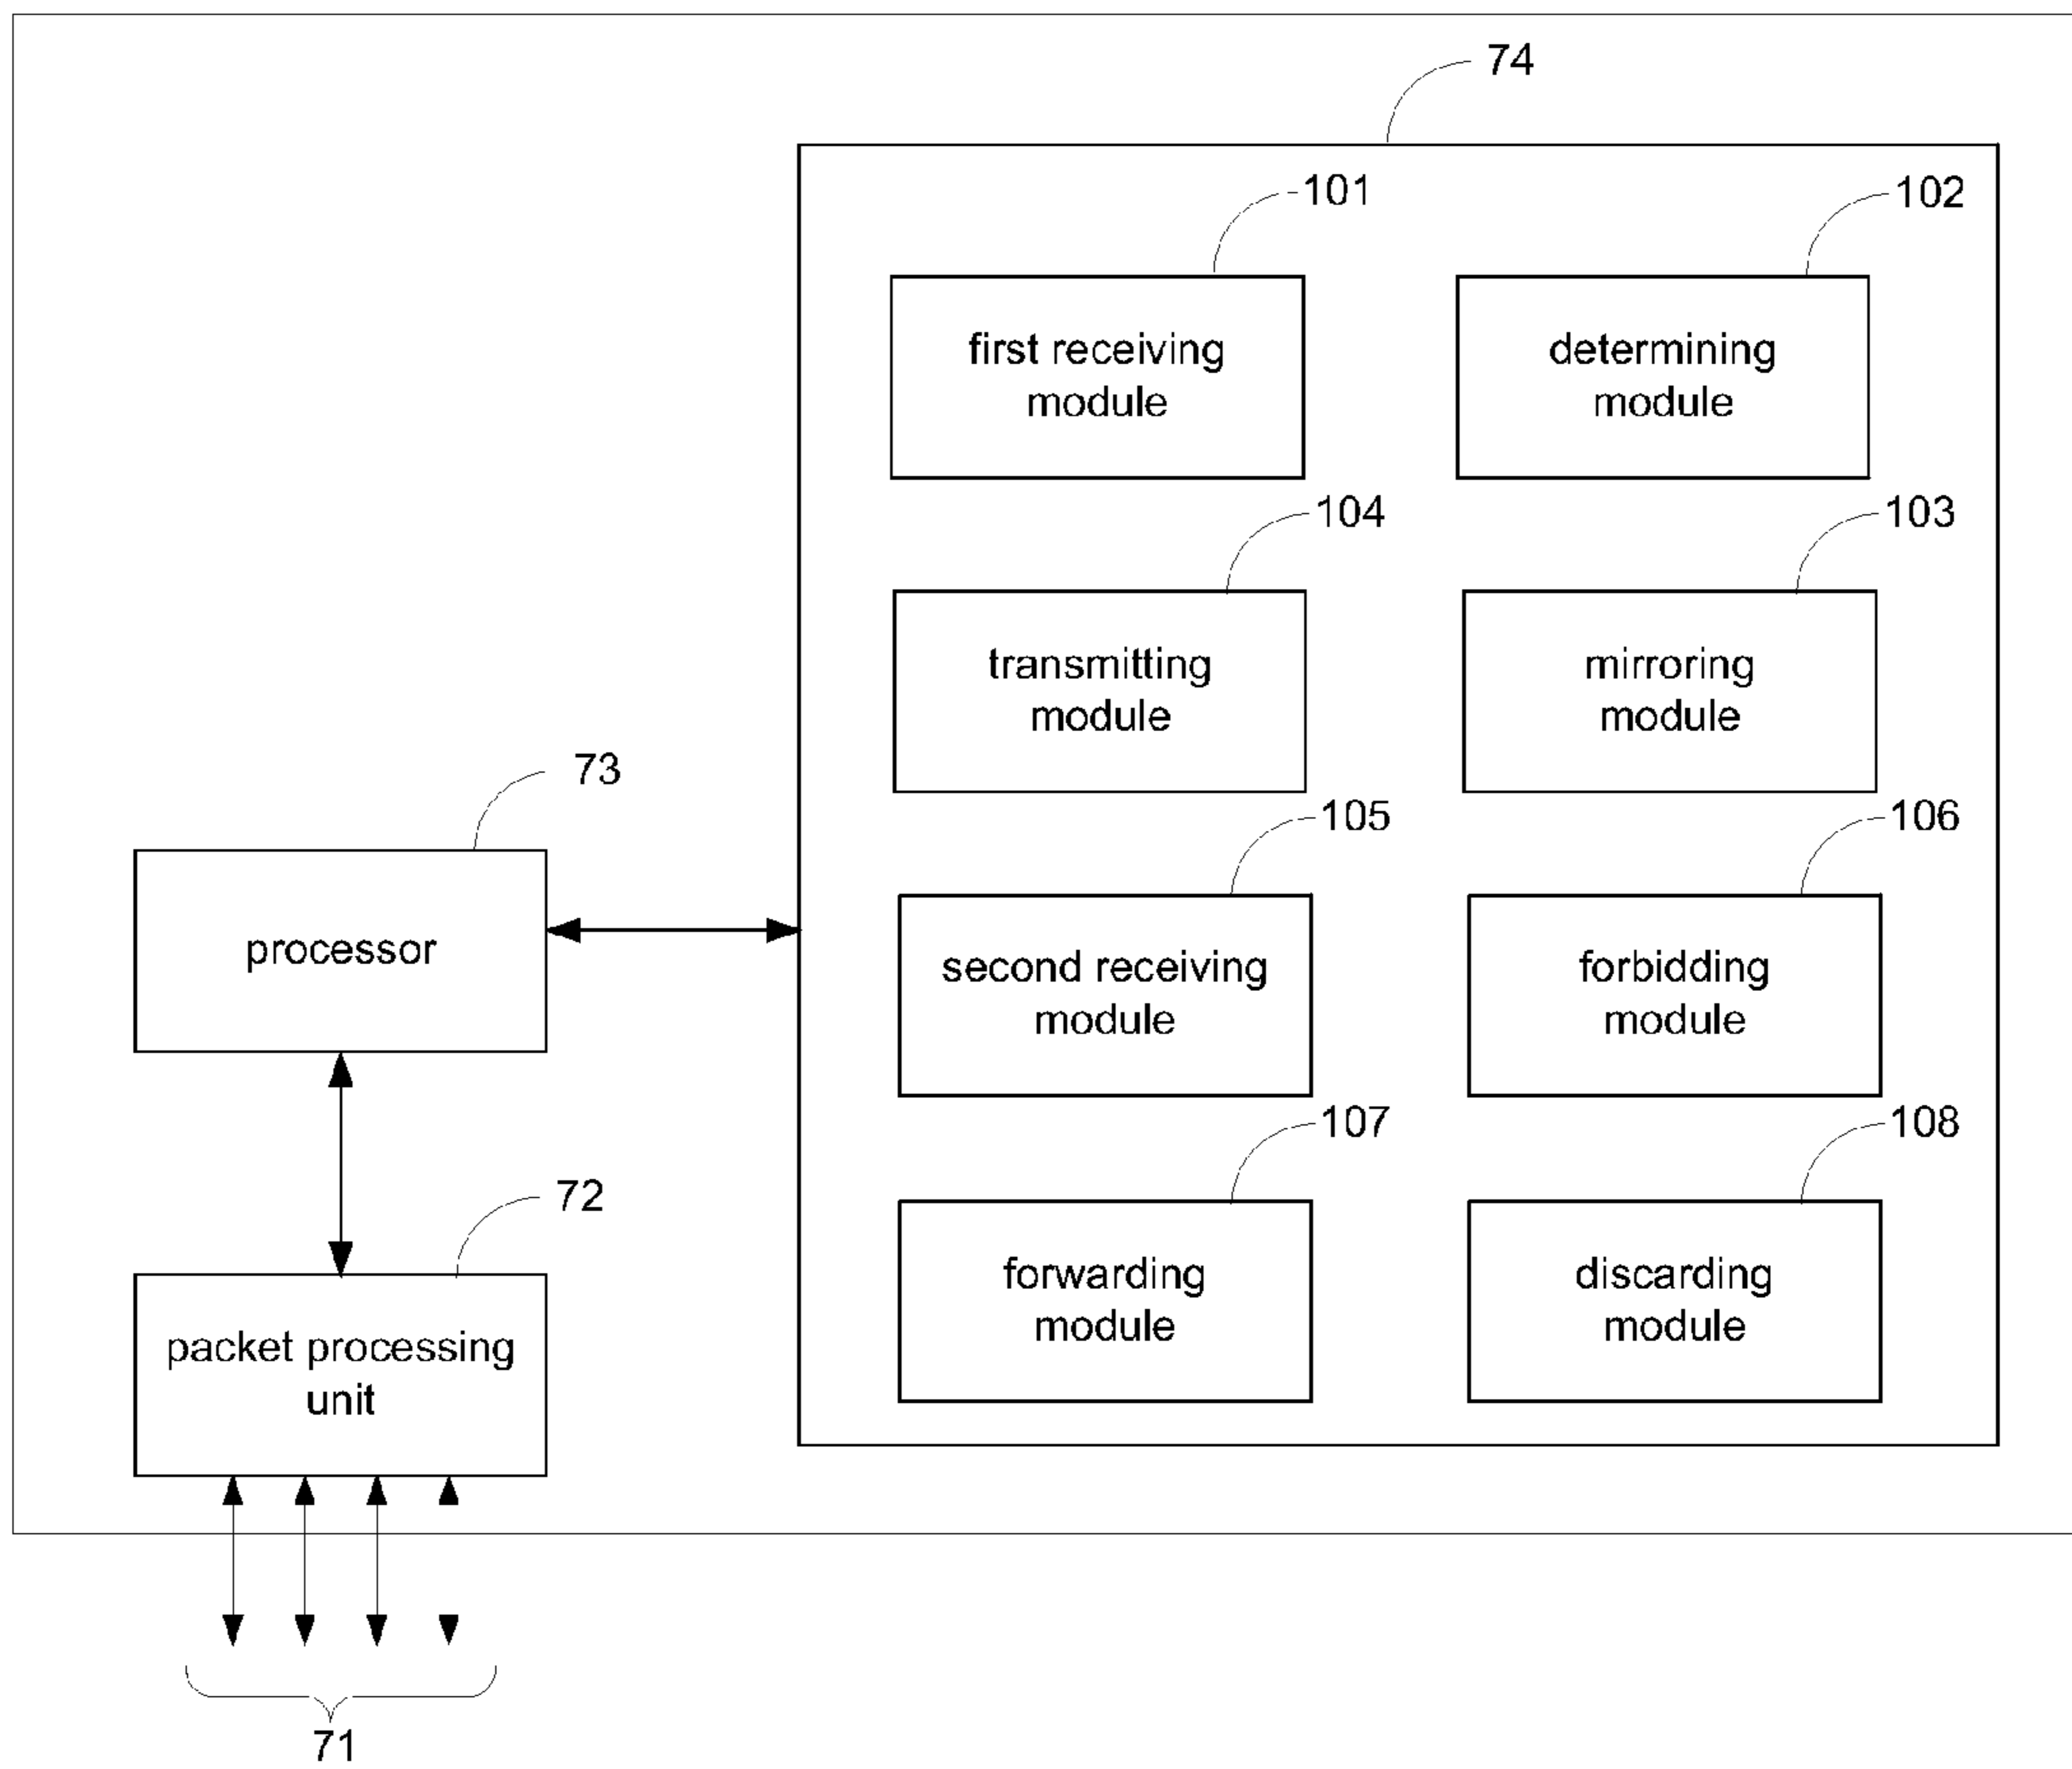 74
101
102
first receiving
module
determining
module
104
103
transmitting
module
mirroring
module
73
105
106
processor
second receiving
module
forbidding
module
107
108
72
forwarding
module
discarding
module
packet processing
unit
71